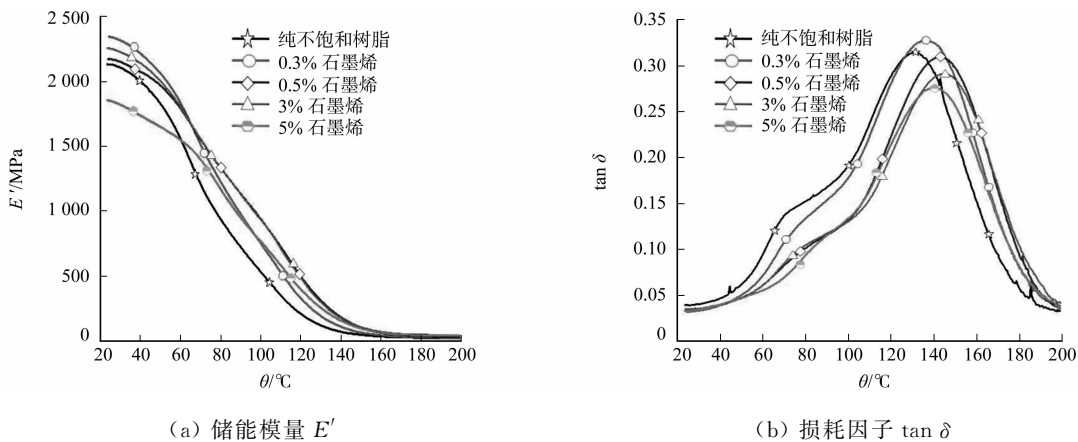 2 500
2 000
1 500
1 000
500
0
E′/MPa
20 40 60 80 100 120 140 160 180 200
θ/℃
纯不饱和树脂
0.3% 石墨烯
0.5% 石墨烯
3% 石墨烯
5% 石墨烯
(a) 储能模量 E′
0.35
0.30
0.25
0.20
0.15
0.10
0.05
0
tan δ
20 40 60 80 100 120 140 160 180 200
θ/℃
纯不饱和树脂
0.3% 石墨烯
0.5% 石墨烯
3% 石墨烯
5% 石墨烯
(b) 损耗因子 tan δ